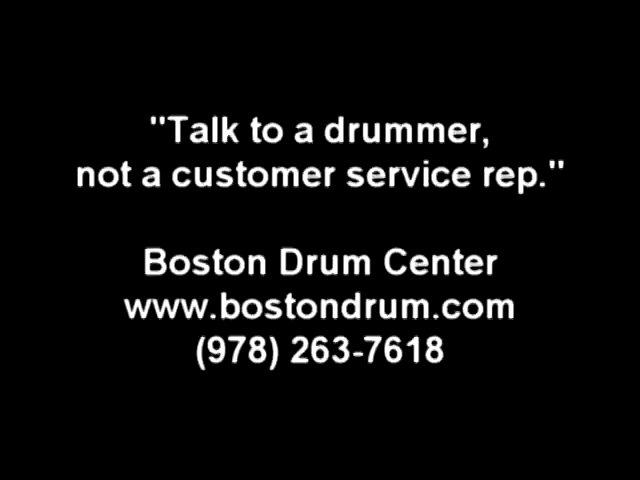 "Talk to a drummer,
not a customer service rep."
Boston Drum Center
www.bostondrum.com
(978) 263-7618